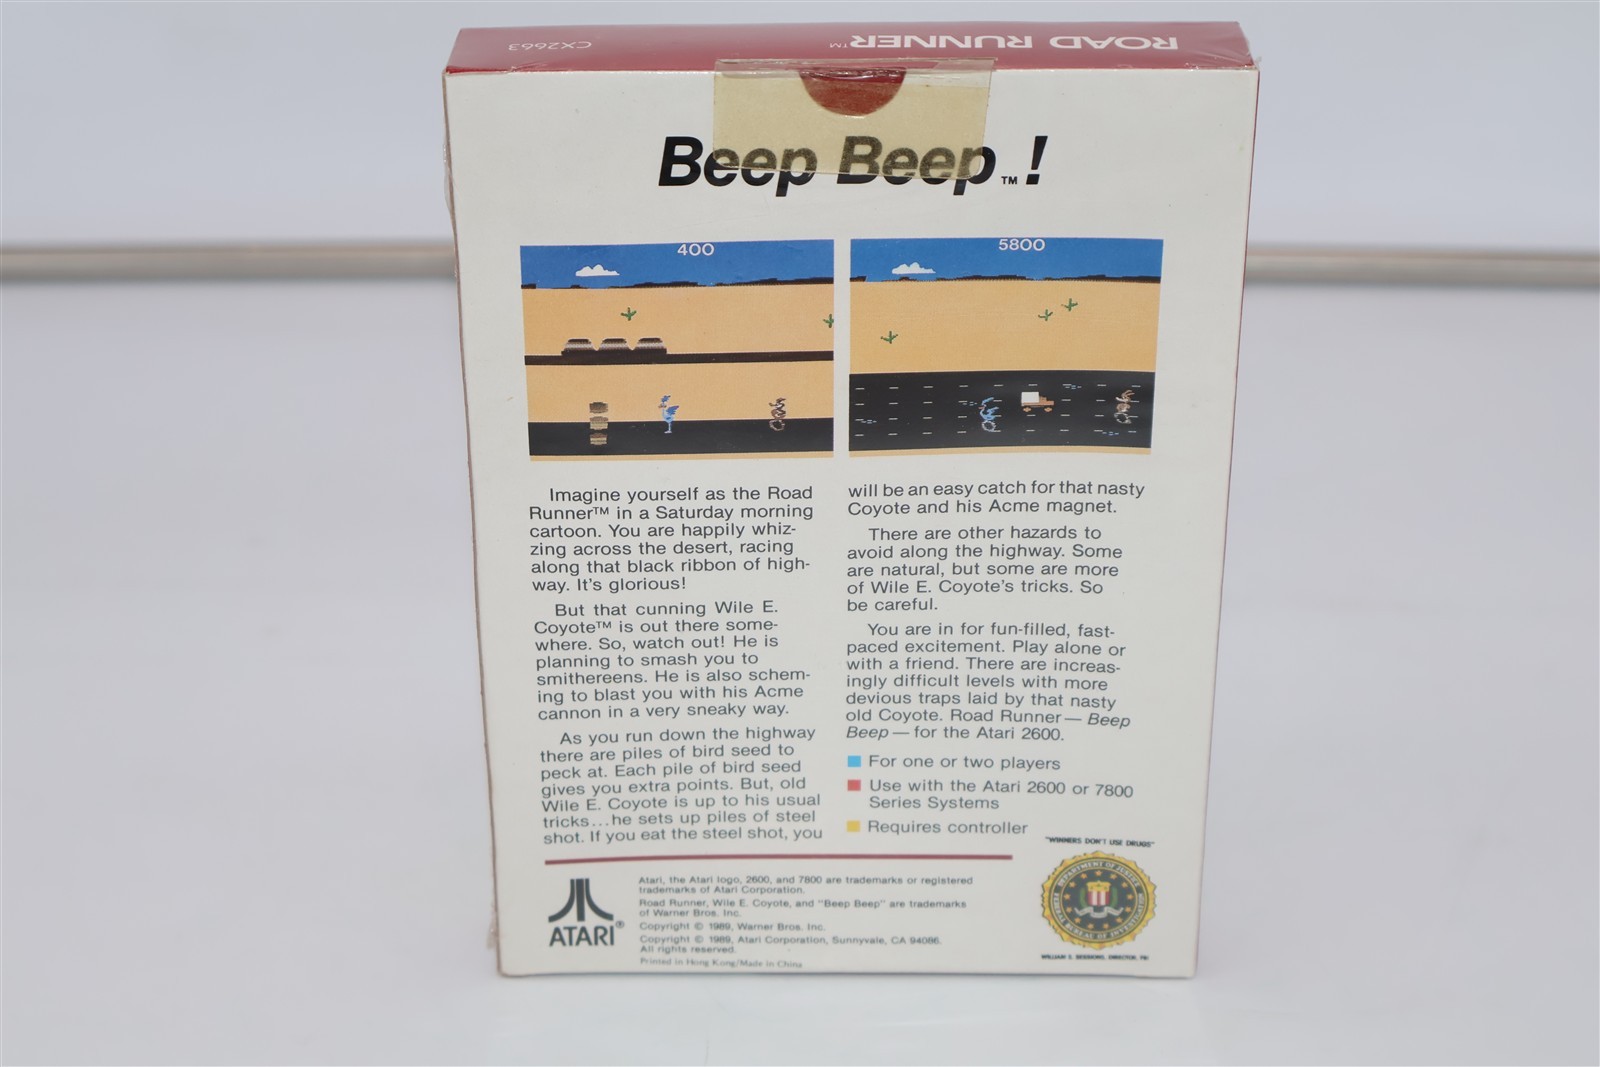 ROAD RUNNER™
CX2663
Beep Beep™!
400
5800
Imagine yourself as the Road
Runner™ in a Saturday morning
cartoon. You are happily whiz-
zing across the desert, racing
along that black ribbon of high-
way. It's glorious!
But that cunning Wile E.
Coyote™ is out there some-
where. So, watch out! He is
planning to smash you to
smithereens. He is also schem-
ing to blast you with his Acme
cannon in a very sneaky way.
As you run down the highway
there are piles of bird seed to
peck at. Each pile of bird seed
gives you extra points. But, old
Wile E. Coyote is up to his usual
tricks...he sets up piles of steel
shot. If you eat the steel shot, you
will be an easy catch for that nasty
Coyote and his Acme magnet.
There are other hazards to
avoid along the highway. Some
are natural, but some are more
of Wile E. Coyote's tricks. So
be careful.
You are in for fun-filled, fast-
paced excitement. Play alone or
with a friend. There are increas-
ingly difficult levels with more
devious traps laid by that nasty
old Coyote. Road Runner — Beep
Beep — for the Atari 2600.
For one or two players
Use with the Atari 2600 or 7800
Series Systems
Requires controller
"WINNERS DON'T USE DRUGS"
DEPARTMENT OF JUSTICE
FEDERAL BUREAU OF INVESTIGATION
WILLIAM S. SESSIONS, DIRECTOR, FBI
ATARI®
Atari, the Atari logo, 2600, and 7800 are trademarks or registered
trademarks of Atari Corporation.
Road Runner, Wile E. Coyote, and "Beep Beep" are trademarks
of Warner Bros. Inc.
Copyright © 1989, Warner Bros. Inc.
Copyright © 1989, Atari Corporation, Sunnyvale, CA 94086.
All rights reserved.
Printed in Hong Kong/Made in China